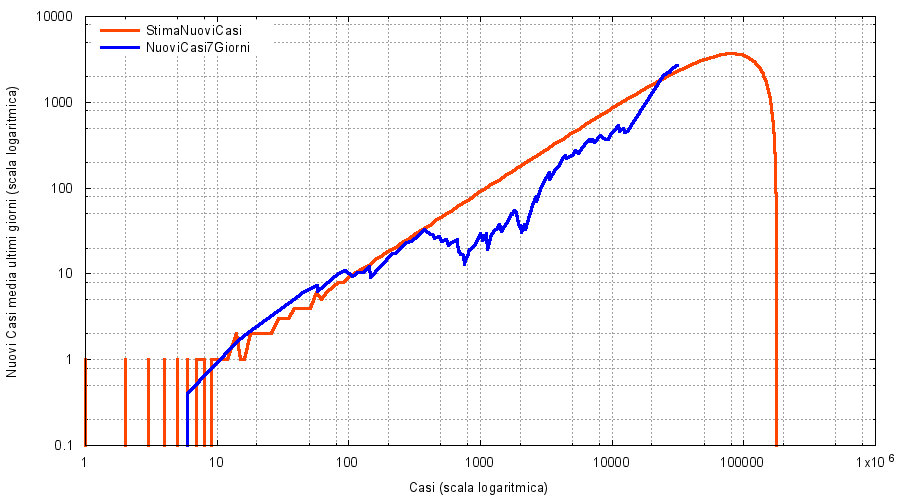 StimaNuoviCasi
NuoviCasi7Giorni
10000
1000
100
10
1
0.1
Nuovi Casi media ultimi giorni (scala logaritmica)
1
10
100
1000
10000
100000
1x10 6
Casi (scala logaritmica)